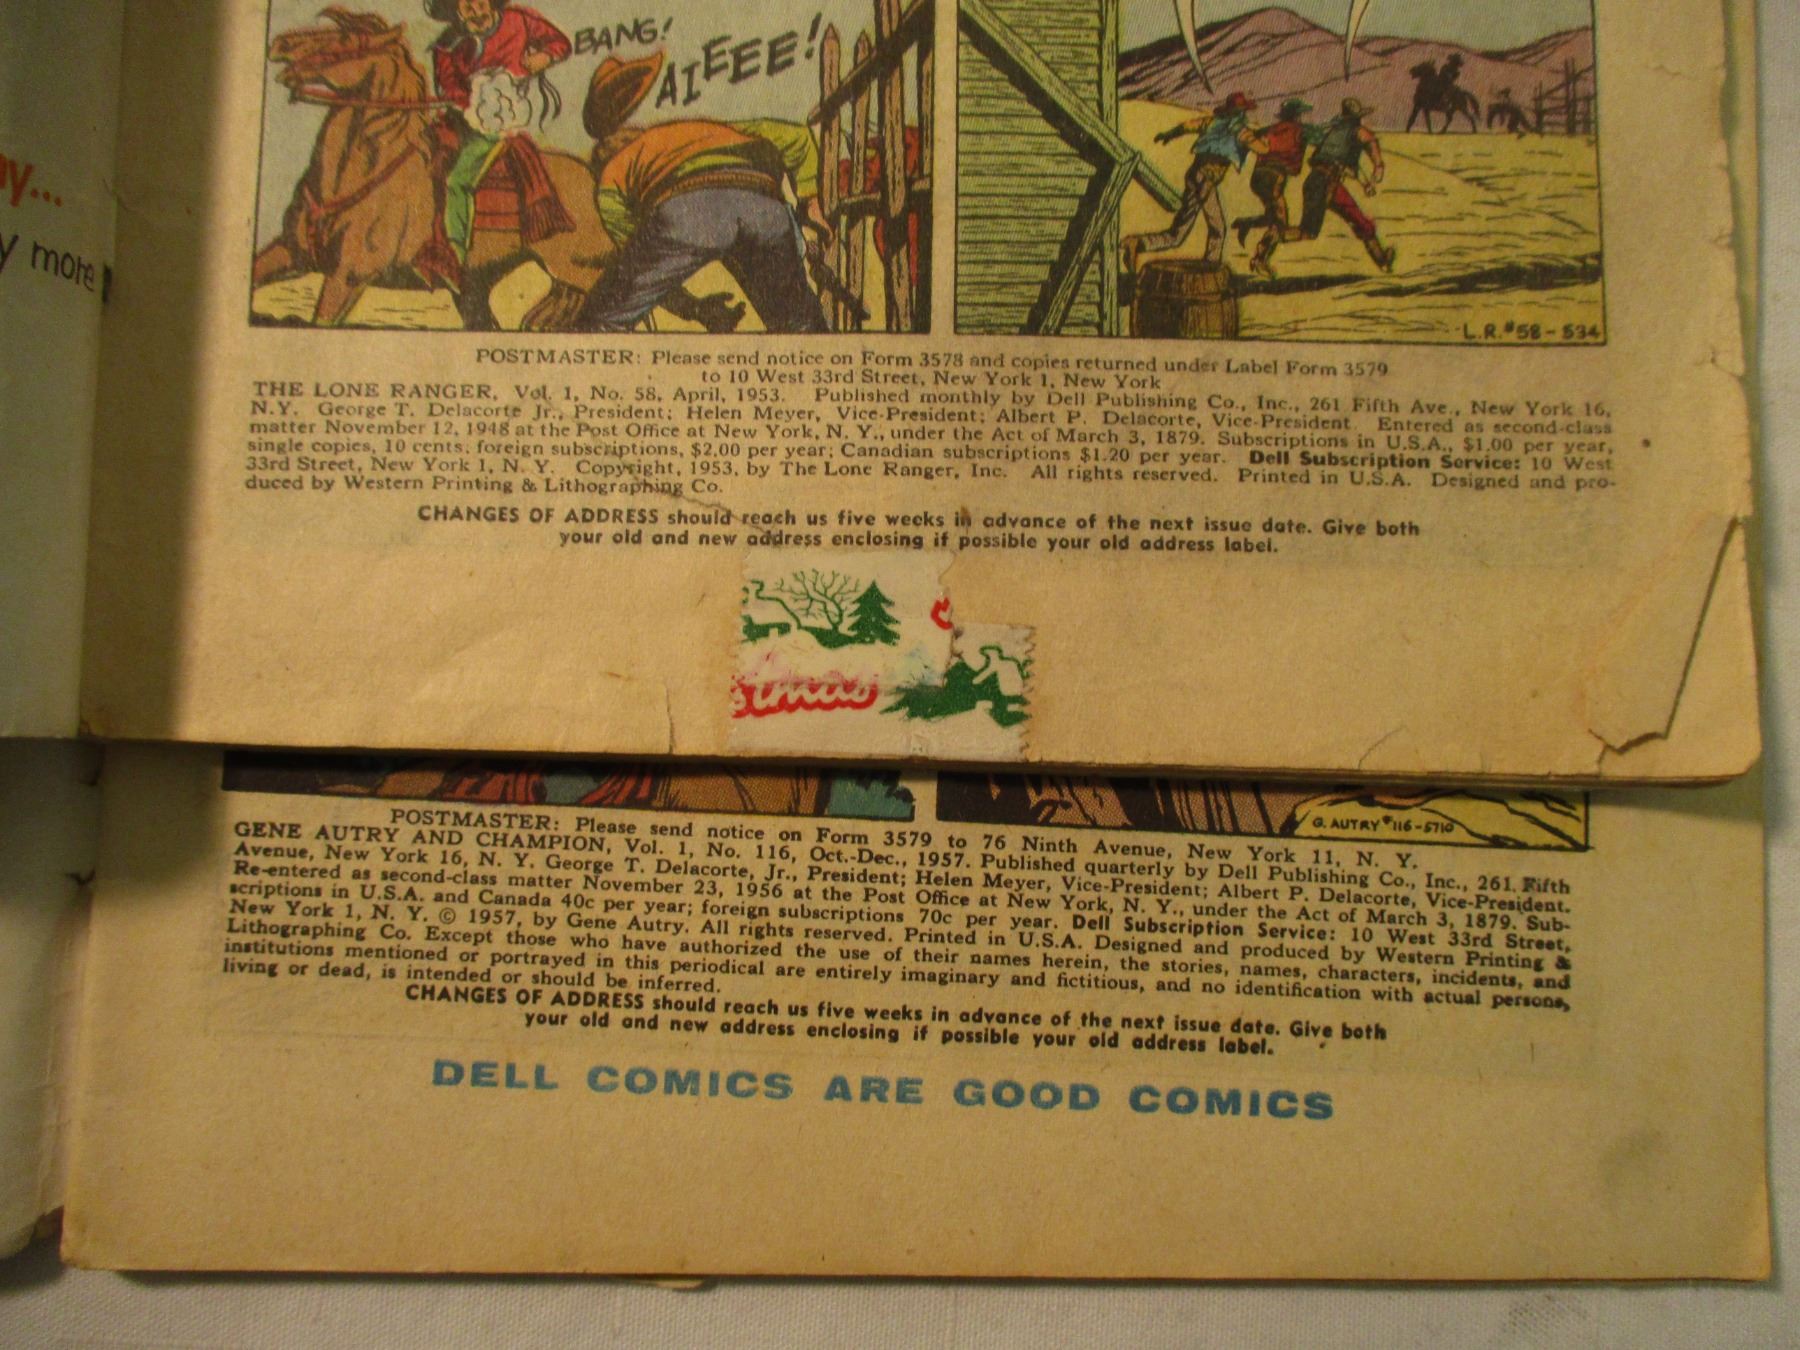 BANG!
AIEEEE!
ay...
y more
L.R. #58 - 534
POSTMASTER: Please send notice on Form 3578 and copies returned under Label Form 3579
to 10 West 33rd Street, New York 1, New York
THE LONE RANGER, Vol. 1, No. 58, April, 1953. Published monthly by Dell Publishing Co., Inc., 261 Fifth Ave., New York 16,
N.Y. George T. Delacorte Jr., President; Helen Meyer, Vice-President; Albert P. Delacorte, Vice-President. Entered as second-class
matter November 12, 1948 at the Post Office at New York, N. Y., under the Act of March 3, 1879. Subscriptions in U.S.A., $1.00 per year,
single copies, 10 cents; foreign subscriptions, $2.00 per year; Canadian subscriptions $1.20 per year. Dell Subscription Service: 10 West
33rd Street, New York 1, N. Y. Copyright, 1953, by The Lone Ranger, Inc. All rights reserved. Printed in U.S.A. Designed and pro-
duced by Western Printing & Lithographing Co.
CHANGES OF ADDRESS should reach us five weeks in advance of the next issue date. Give both
your old and new address enclosing if possible your old address label.
stmas
G. AUTRY #116-5710
POSTMASTER: Please send notice on Form 3579 to 76 Ninth Avenue, New York 11, N. Y.
GENE AUTRY AND CHAMPION, Vol. 1, No. 116, Oct.-Dec., 1957. Published quarterly by Dell Publishing Co., Inc., 261 Fifth
Avenue, New York 16, N. Y. George T. Delacorte, Jr., President; Helen Meyer, Vice-President; Albert P. Delacorte, Vice-President.
Re-entered as second-class matter November 23, 1956 at the Post Office at New York, N. Y., under the Act of March 3, 1879. Sub-
scriptions in U.S.A. and Canada 40c per year; foreign subscriptions 70c per year. Dell Subscription Service: 10 West 33rd Street,
New York 1, N. Y. © 1957, by Gene Autry. All rights reserved. Printed in U.S.A. Designed and produced by Western Printing &
Lithographing Co. Except those who have authorized the use of their names herein, the stories, names, characters, incidents, and
institutions mentioned or portrayed in this periodical are entirely imaginary and fictitious, and no identification with actual persons,
living or dead, is intended or should be inferred.
CHANGES OF ADDRESS should reach us five weeks in advance of the next issue date. Give both
your old and new address enclosing if possible your old address label.
DELL COMICS ARE GOOD COMICS